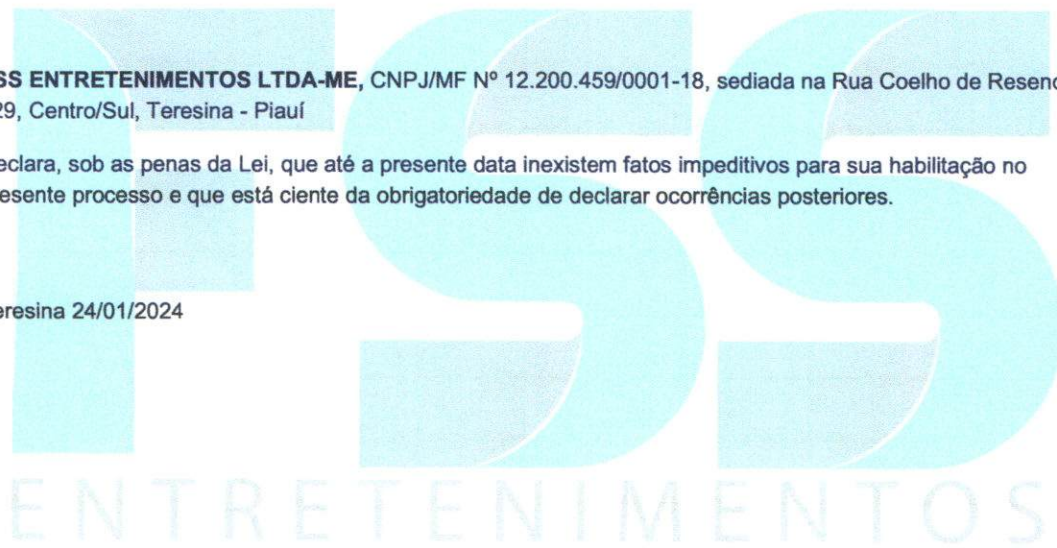 SS ENTRETENIMENTOS LTDA-ME, CNPJ/MF Nº 12.200.459/0001-18, sediada na Rua Coelho de Resend
29, Centro/Sul, Teresina - Piauí
eclara, sob as penas da Lei, que até a presente data inexistem fatos impeditivos para sua habilitação no
esente processo e que está ciente da obrigatoriedade de declarar ocorrências posteriores.
eresina 24/01/2024
FSS
ENTRETENIMENTOS